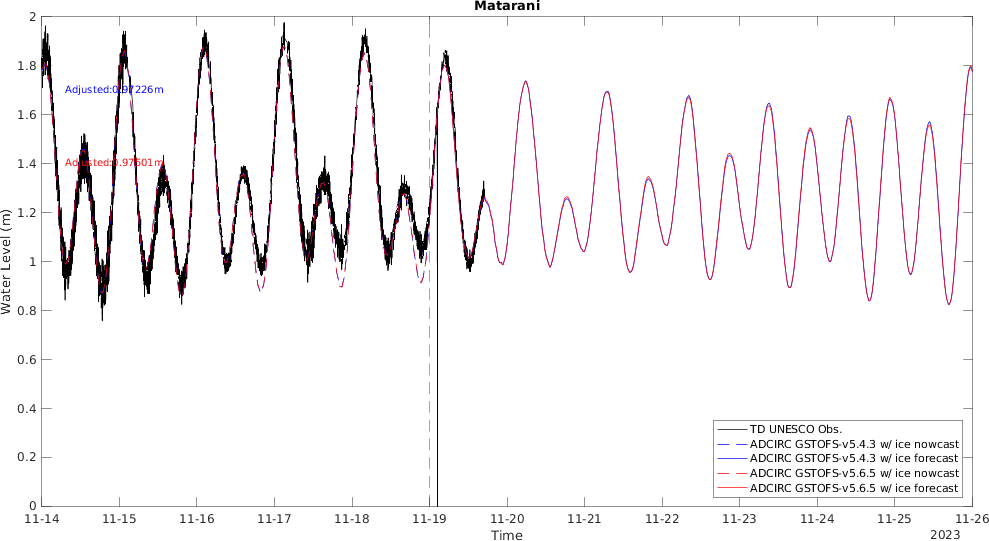 Matarani
2
1.8
1.6
1.4
1.2
1
0.8
0.6
0.4
0.2
0
Water Level (m)
Adjusted:0.97226m
Adjusted:0.97601m
TD UNESCO Obs.
ADCIRC GSTOFS-v5.4.3 w/ ice nowcast
ADCIRC GSTOFS-v5.4.3 w/ ice forecast
ADCIRC GSTOFS-v5.6.5 w/ ice nowcast
ADCIRC GSTOFS-v5.6.5 w/ ice forecast
11-14 11-15 11-16 11-17 11-18 11-19 11-20 11-21 11-22 11-23 11-24 11-25 11-26
Time
2023